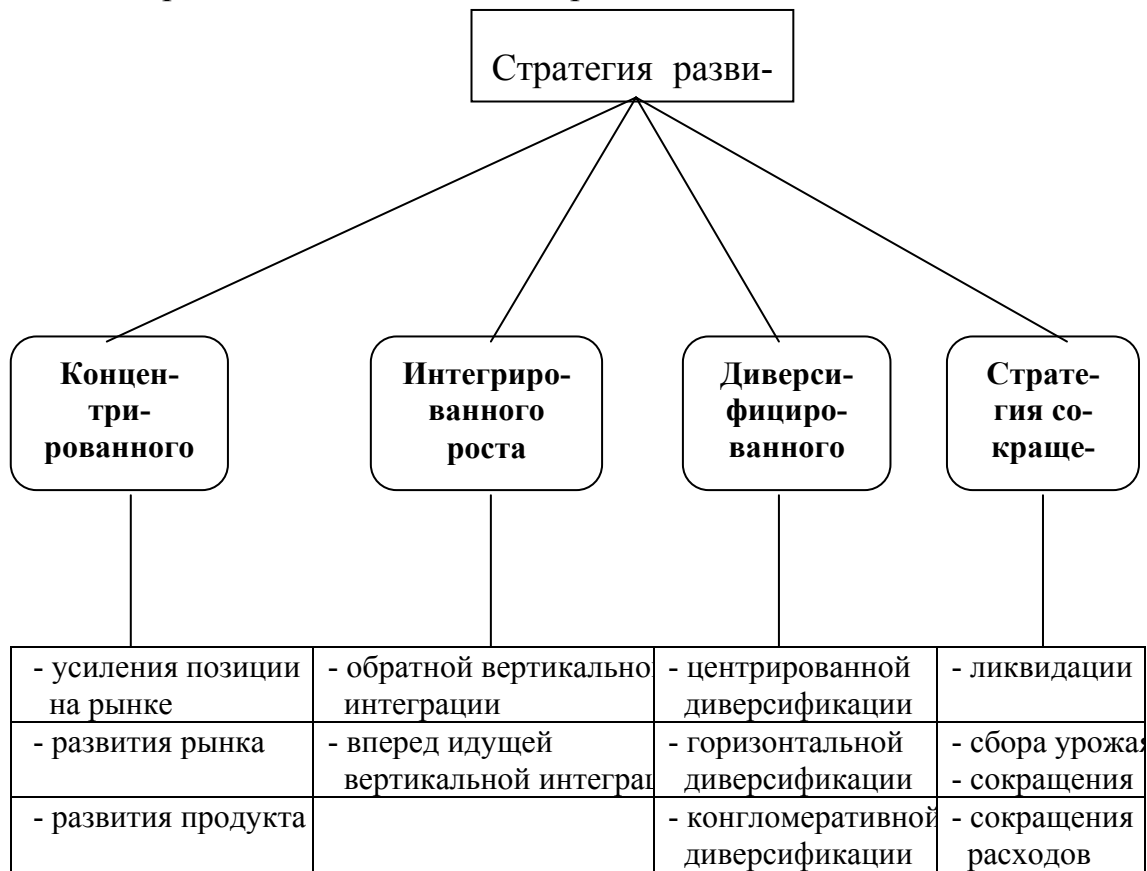 Стратегия разви-
Концен-
три-
рованного
Интегриро-
ванного
роста
Диверси-
фициро-
ванного
Страте-
гия со-
краще-
- усиления позиции
на рынке
- обратной вертикально
интеграции
- центрированной
диверсификации
- ликвидации
- развития рынка
- вперед идущей
вертикальной интеграц
- горизонтальной
диверсификации
- сбора урожая
- сокращения
- развития продукта
- конгломеративной
диверсификации
- сокращения
расходов